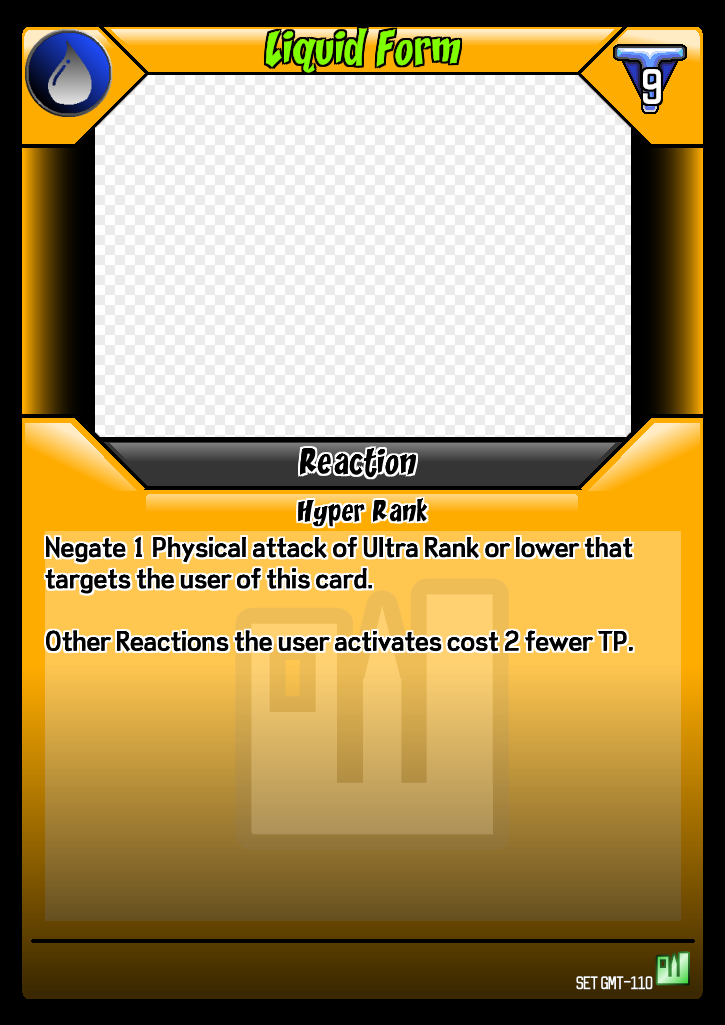 Liquid Form
9
Reaction
Hyper Rank
Negate 1 Physical attack of Ultra Rank or lower that
targets the user of this card.
Other Reactions the user activates cost 2 fewer TP.
SET GMT-110